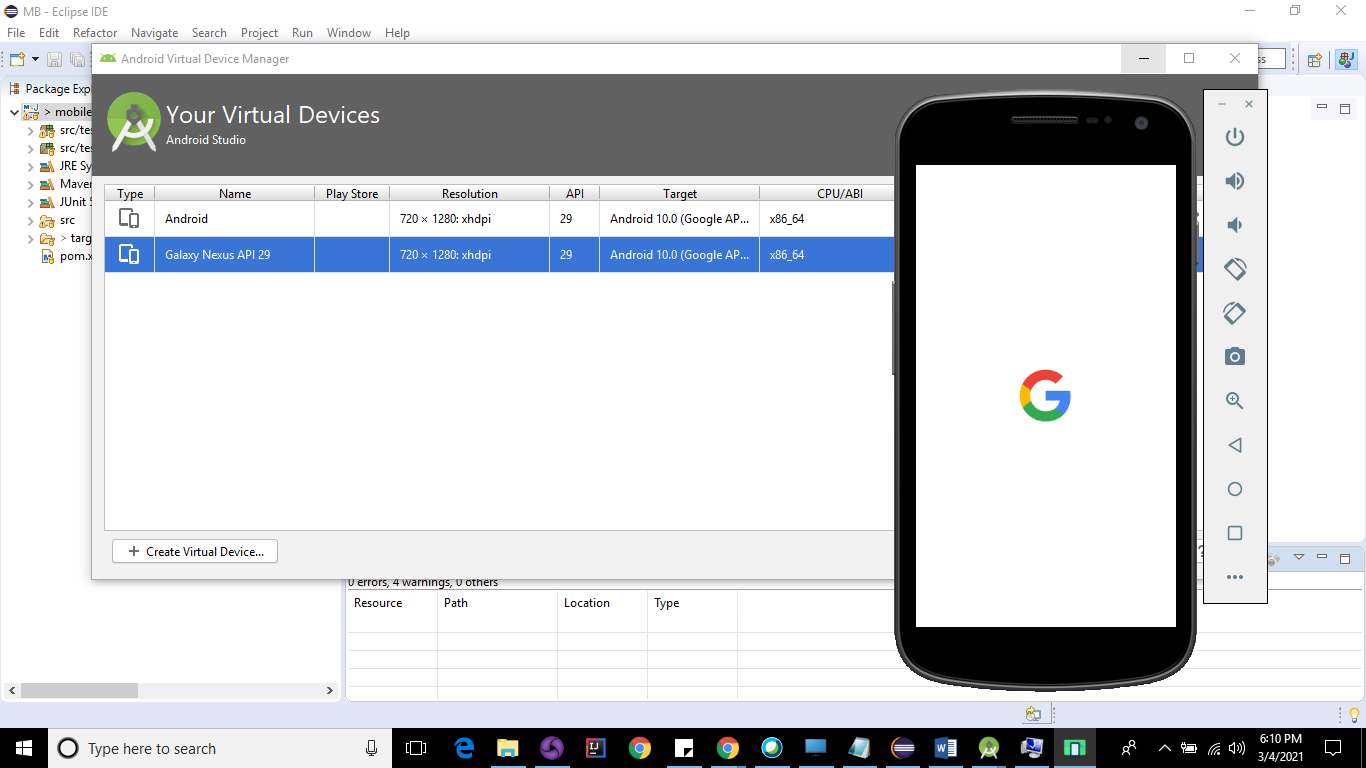 MB - Eclipse IDE
File Edit Refactor Navigate Search Project Run Window Help
Android Virtual Device Manager
Package Expl
> mobile
src/tes
src/tes
JRE Sy
Maver
JUnit 5
src
> targ
pom.x
Your Virtual Devices
Android Studio
Type Name Play Store Resolution API Target CPU/ABI
Android 720 × 1280: xhdpi 29 Android 10.0 (Google AP... x86_64
Galaxy Nexus API 29 720 × 1280: xhdpi 29 Android 10.0 (Google AP... x86_64
+ Create Virtual Device...
?
0 errors, 4 warnings, 0 others
Resource Path Location Type
Type here to search
6:10 PM
3/4/2021